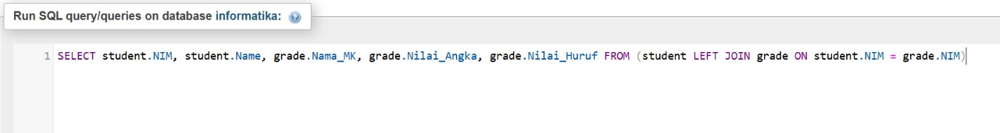 Run SQL query/queries on database informatika:
1 SELECT student.NIM, student.Name, grade.Nama_MK, grade.Nilai_Angka, grade.Nilai_Huruf FROM (student LEFT JOIN grade ON student.NIM = grade.NIM)